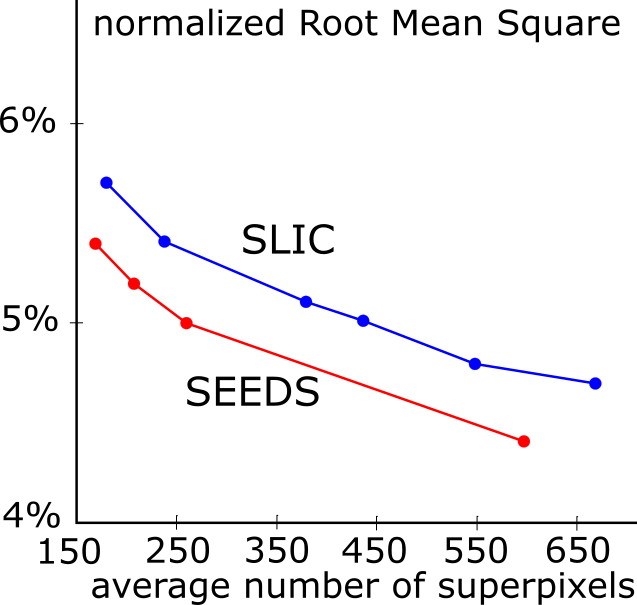 normalized Root Mean Square
6%
SLIC
5%
SEEDS
4%
150 250 350 450 550 650
average number of superpixels